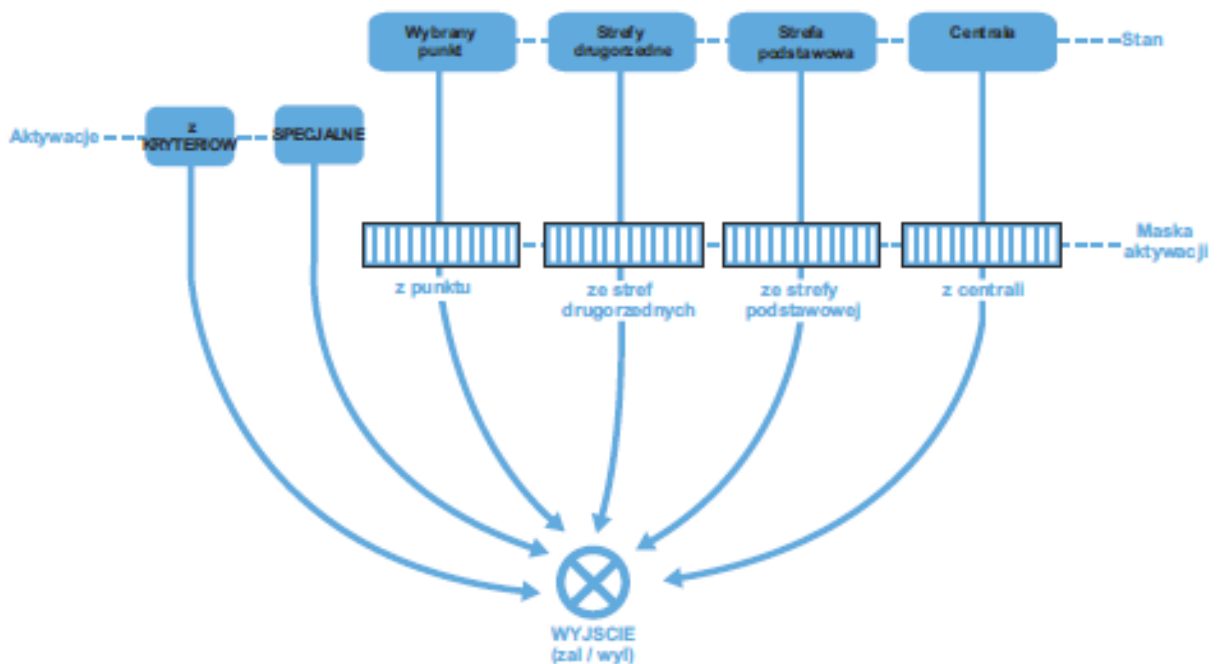 Wybrany
punkt
Strefy
drugorzedne
Strefa
podstawowa
Centrala
Stan
Aktywacje
z
KRYTERIOW
SPECJALNE
Maska
aktywacji
z punktu
ze stref
drugorzednych
ze strefy
podstawowej
z centrali
WYJSCIE
(zal / wyl)